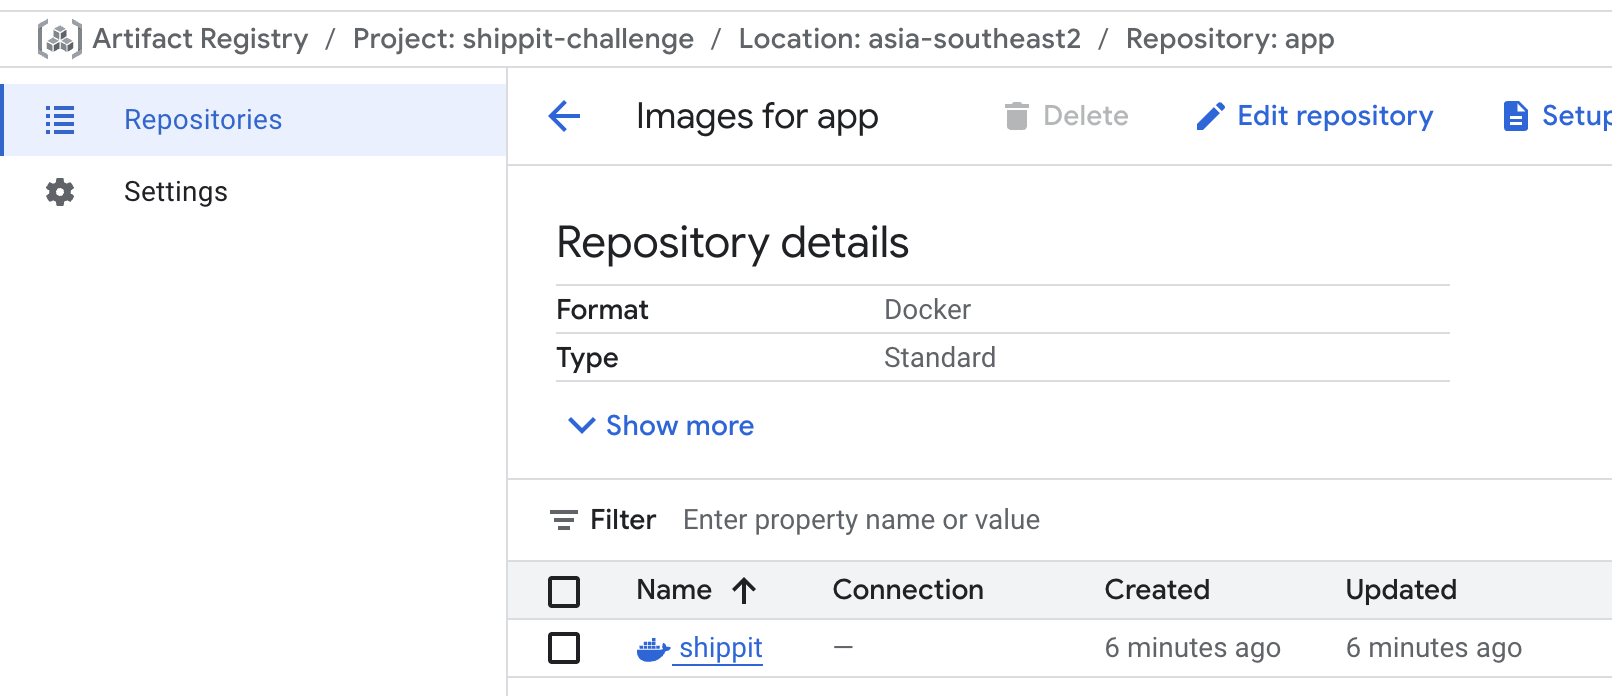 Artifact Registry / Project: shippit-challenge / Location: asia-southeast2 / Repository: app
Repositories
Settings
Images for app Delete Edit repository Setup
Repository details
Format Docker
Type Standard
Show more
Filter Enter property name or value
Name Connection Created Updated
shippit — 6 minutes ago 6 minutes ago